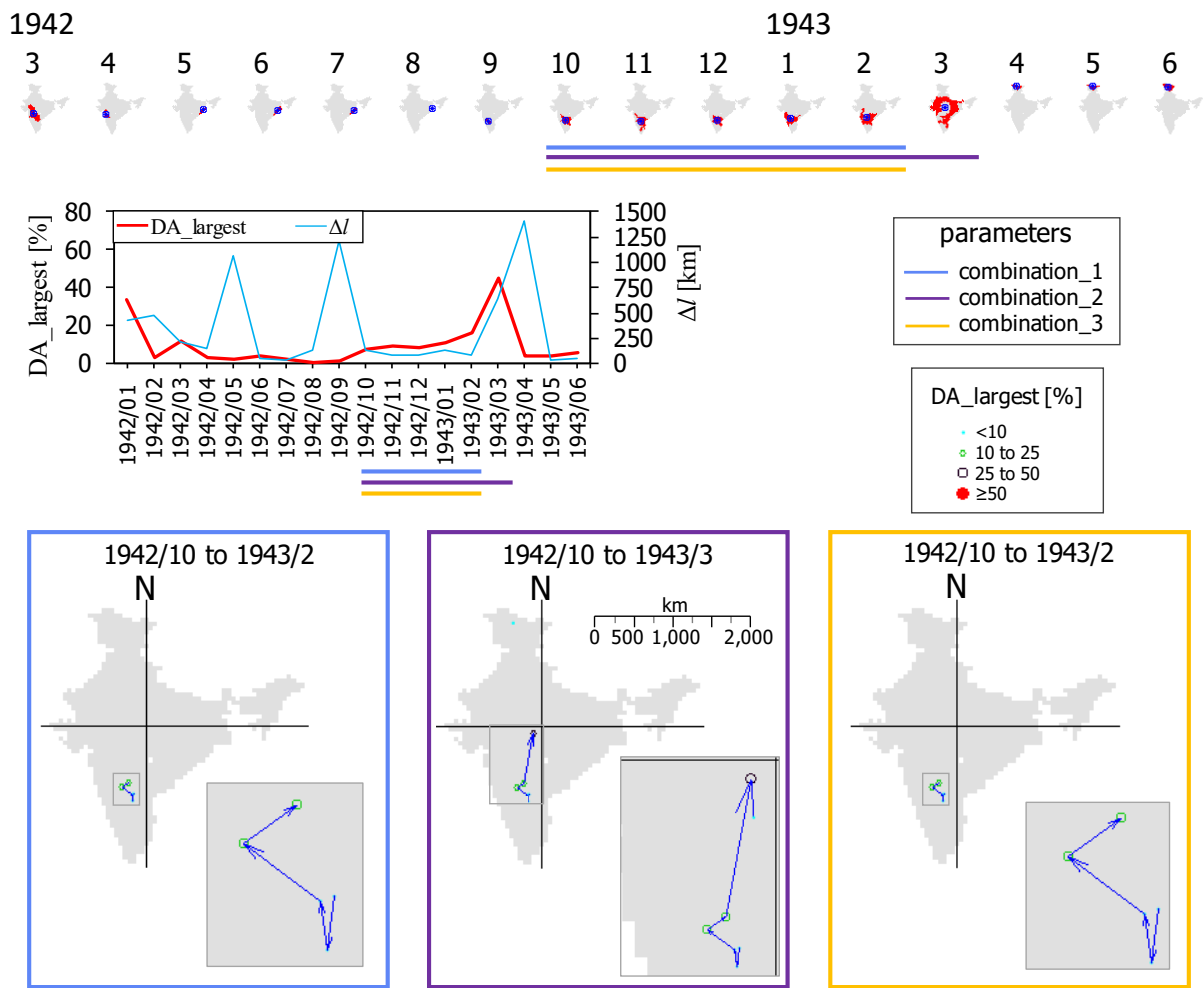 1942 1943
3 4 5 6 7 8 9 10 11 12 1 2 3 4 5 6
80 1500
DA_largest Δl
60 1250
1000
40 750
20 500
250
0 0
DA_largest [%]
Δl [km]
1942/01
1942/02
1942/03
1942/04
1942/05
1942/06
1942/07
1942/08
1942/09
1942/10
1942/11
1942/12
1943/01
1943/02
1943/03
1943/04
1943/05
1943/06
parameters
combination_1
combination_2
combination_3
DA_largest [%]
<10
10 to 25
25 to 50
≥50
1942/10 to 1943/2
N
1942/10 to 1943/3
N
km
0 500 1,000 2,000
1942/10 to 1943/2
N